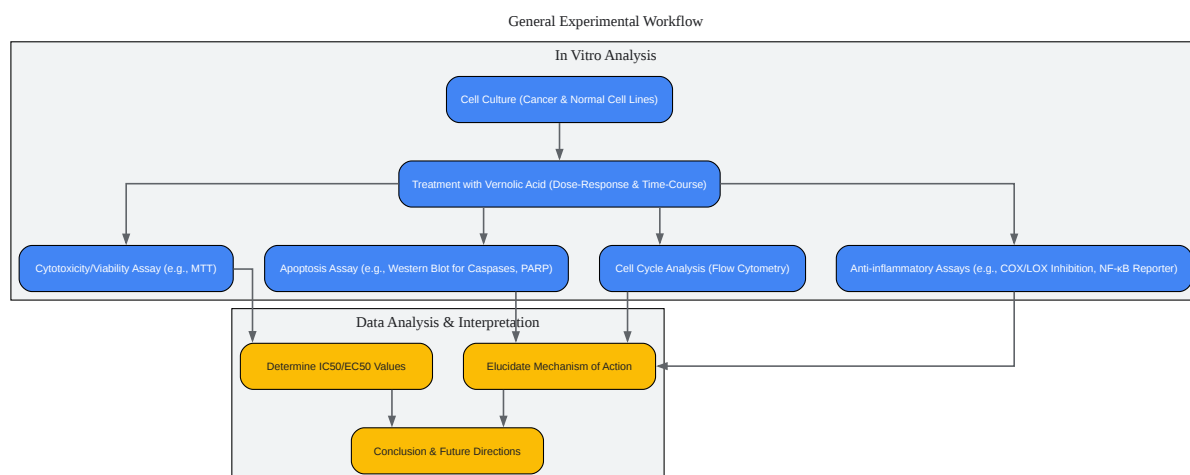 General Experimental Workflow
In Vitro Analysis
Cell Culture (Cancer & Normal Cell Lines)
Treatment with Vernolic Acid (Dose-Response & Time-Course)
Cytotoxicity/Viability Assay (e.g., MTT)
Apoptosis Assay (e.g., Western Blot for Caspases, PARP)
Cell Cycle Analysis (Flow Cytometry)
Anti-inflammatory Assays (e.g., COX/LOX Inhibition, NF-κB Reporter)
Data Analysis & Interpretation
Determine IC50/EC50 Values
Elucidate Mechanism of Action
Conclusion & Future Directions